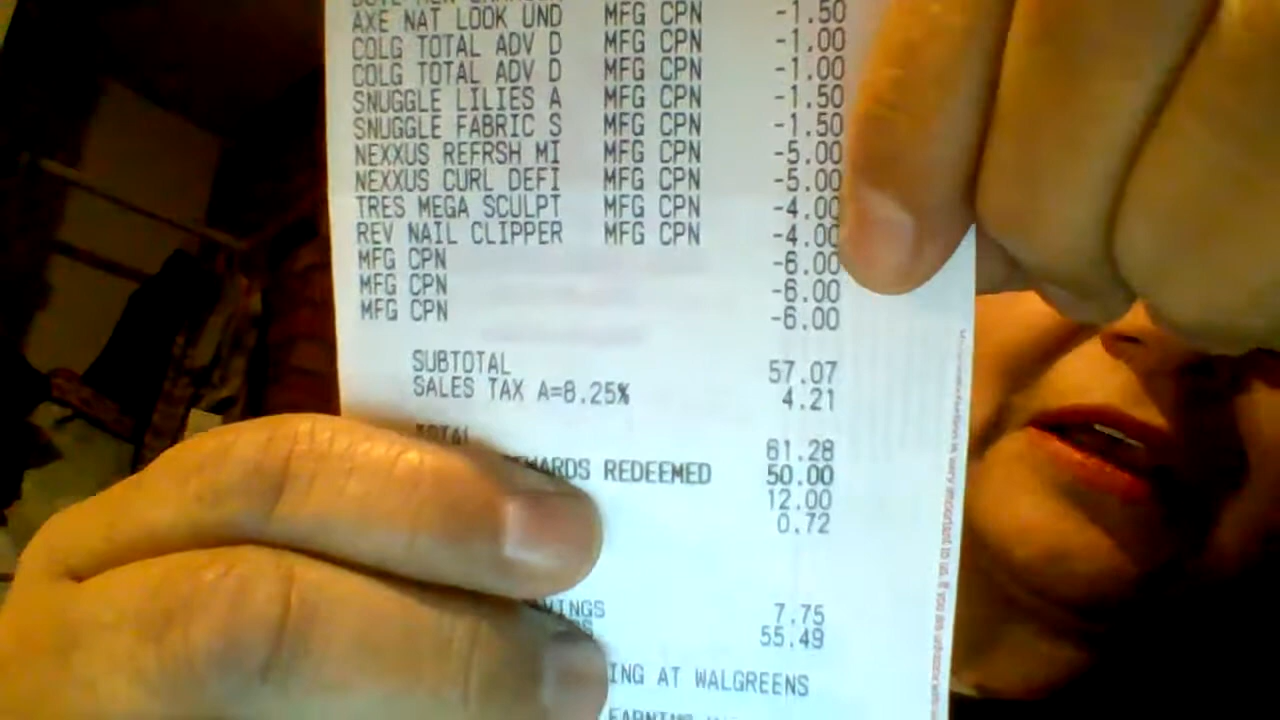 AXE NAT LOOK UND MFG CPN -1.50
COLG TOTAL ADV D MFG CPN -1.00
COLG TOTAL ADV D MFG CPN -1.00
SNUGGLE LILIES A MFG CPN -1.50
SNUGGLE FABRIC S MFG CPN -1.50
NEXXUS REFRSH MI MFG CPN -5.00
NEXXUS CURL DEFI MFG CPN -5.00
TRES MEGA SCULPT MFG CPN -4.00
REV NAIL CLIPPER MFG CPN -4.00
MFG CPN -6.00
MFG CPN -6.00
MFG CPN -6.00
SUBTOTAL 57.07
SALES TAX A=8.25% 4.21
TOTAL 61.28
REDEEMED 50.00
12.00
0.72
7.75
55.49
ING AT WALGREENS